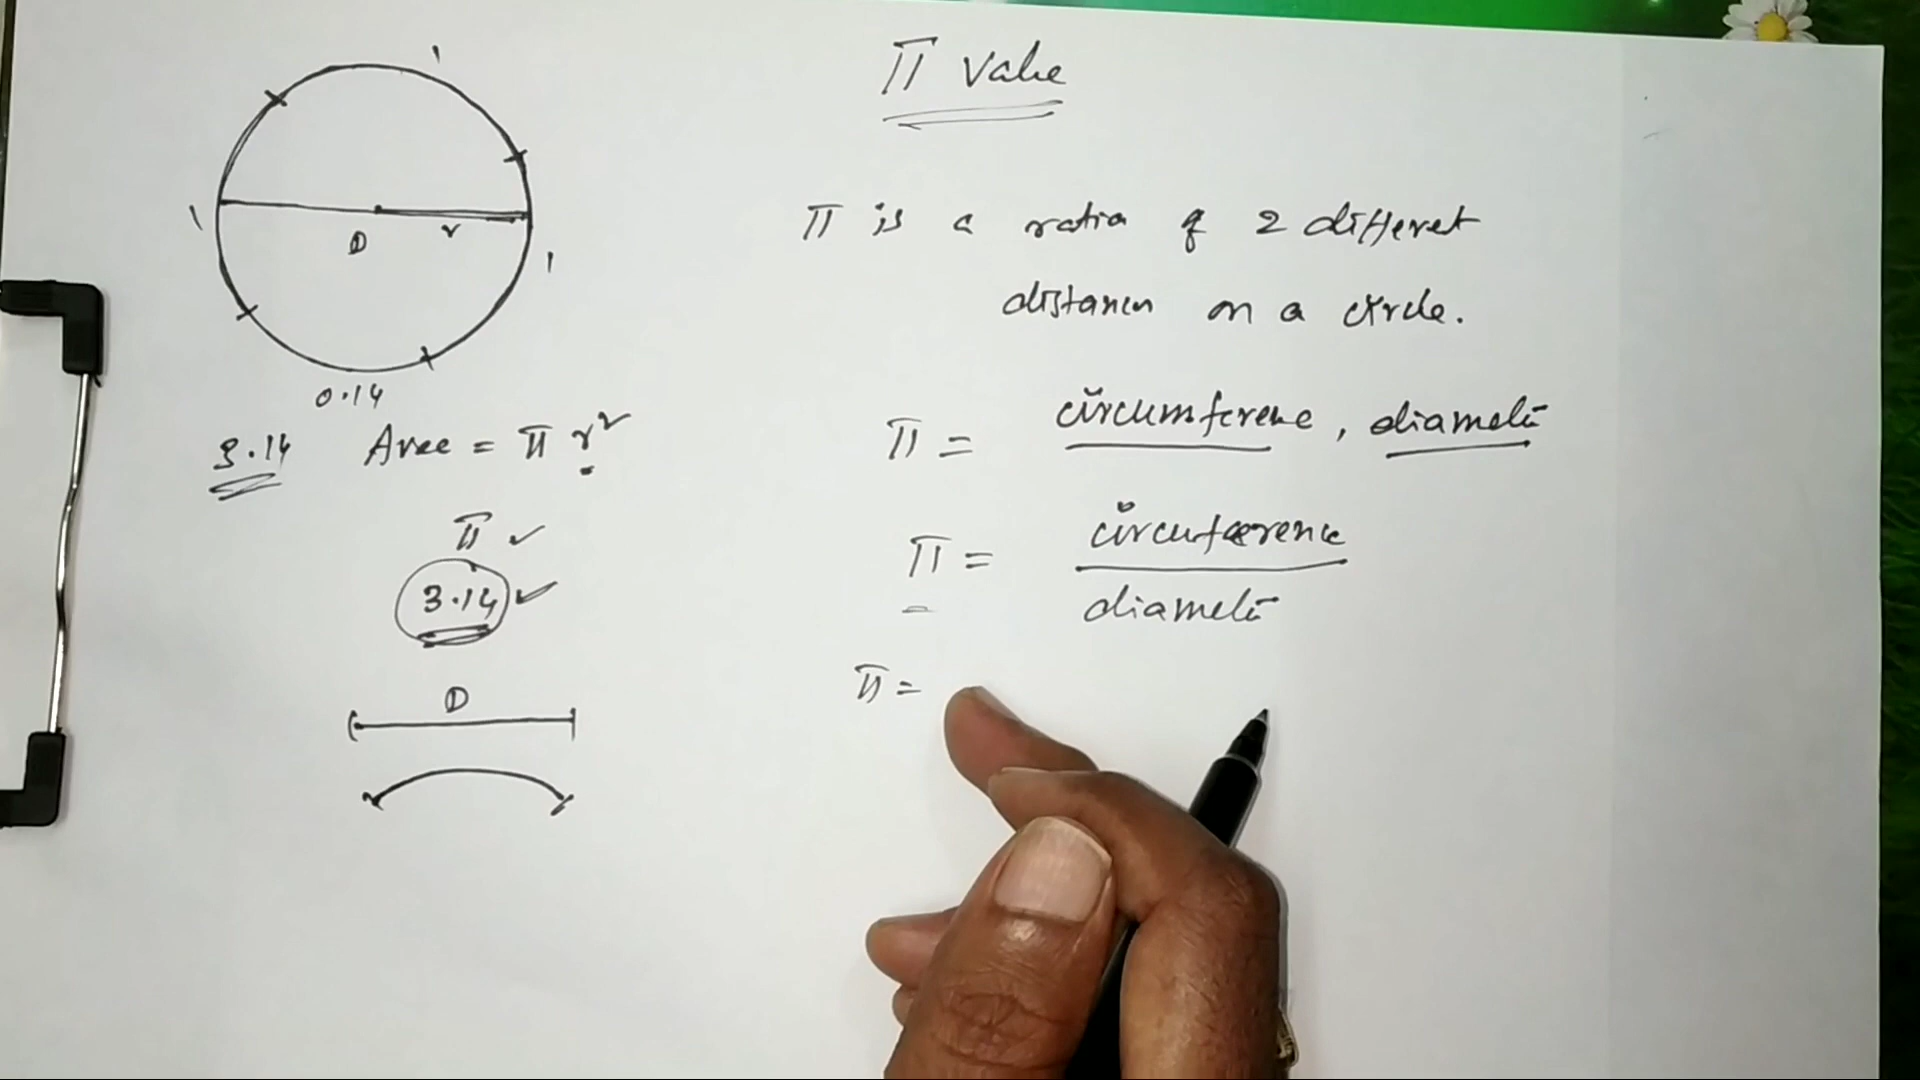 π Value
D r
0.14
3.14 Area = π r²
π
3.14
D
π is a ratio of 2 differet
distances on a circle.
π = circumference, diameter
π = circumference
diameter
π =